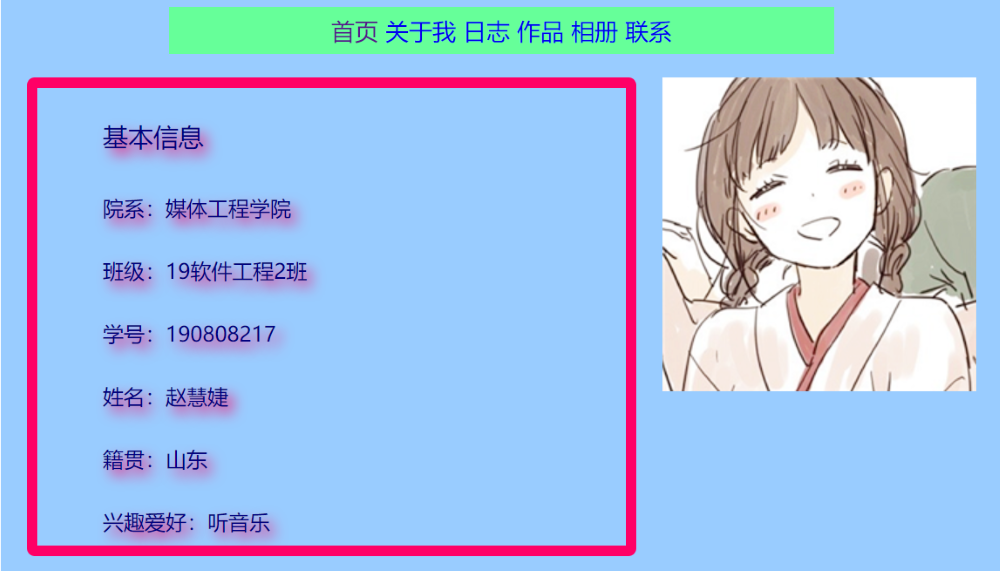 首页 关于我 日志 作品 相册 联系
基本信息
院系：媒体工程学院
班级：19软件工程2班
学号：190808217
姓名：赵慧婕
籍贯：山东
兴趣爱好：听音乐